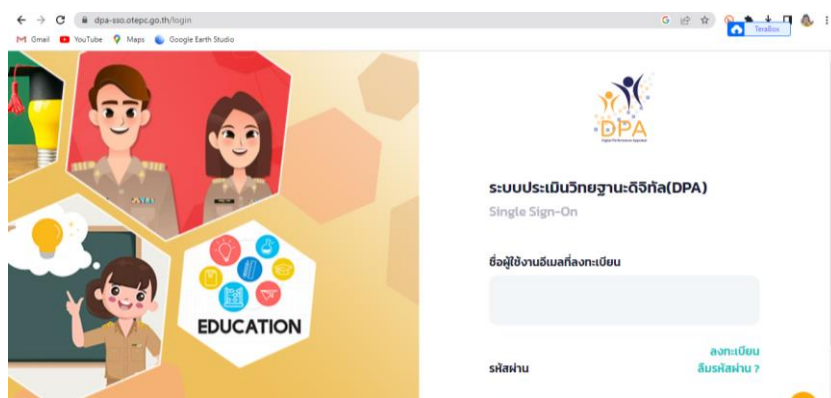 dpa-sso.otepc.go.th/login
TeraBox
Gmail YouTube Maps Google Earth Studio
DPA
Digital Performance Appraisal
ระบบประเมินวิทยฐานะดิจิทัล(DPA)
Single Sign-On
ชื่อผู้ใช้งานอีเมลที่ลงทะเบียน
EDUCATION
ลงทะเบียน
รหัสผ่าน ลืมรหัสผ่าน ?